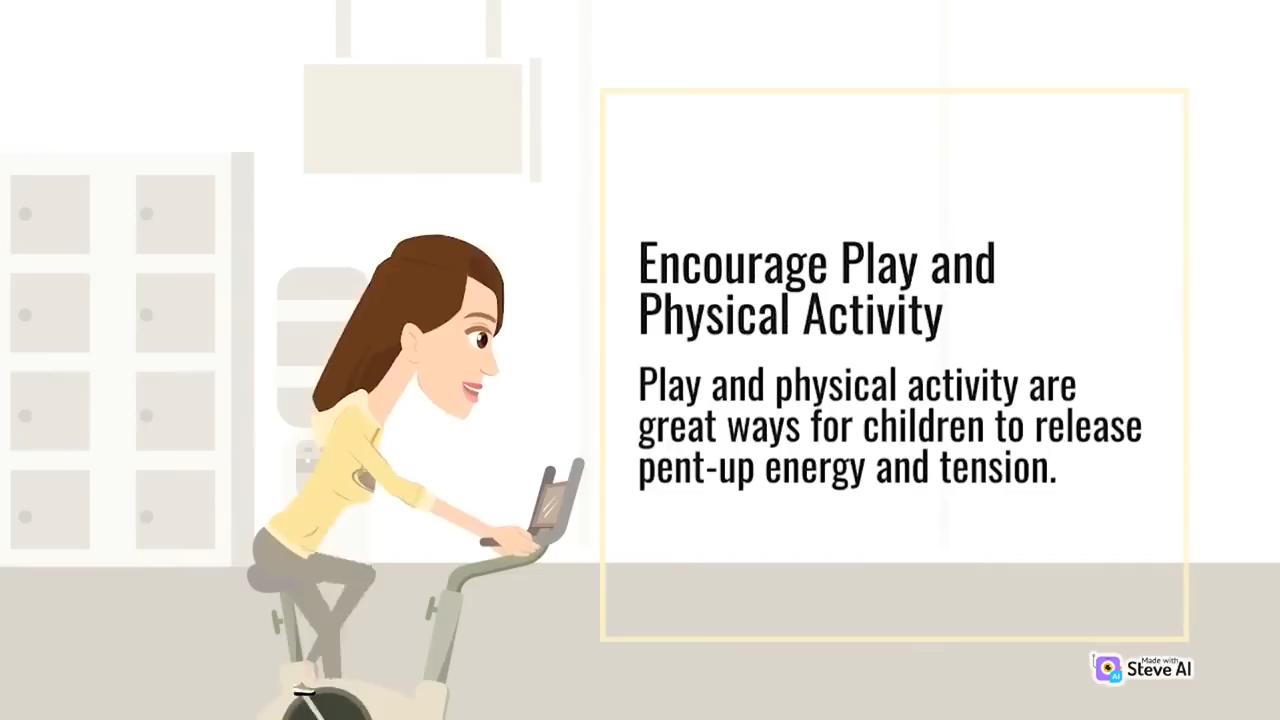 Encourage Play and
Physical Activity
Play and physical activity are
great ways for children to release
pent-up energy and tension.
Made with
Steve AI
AI